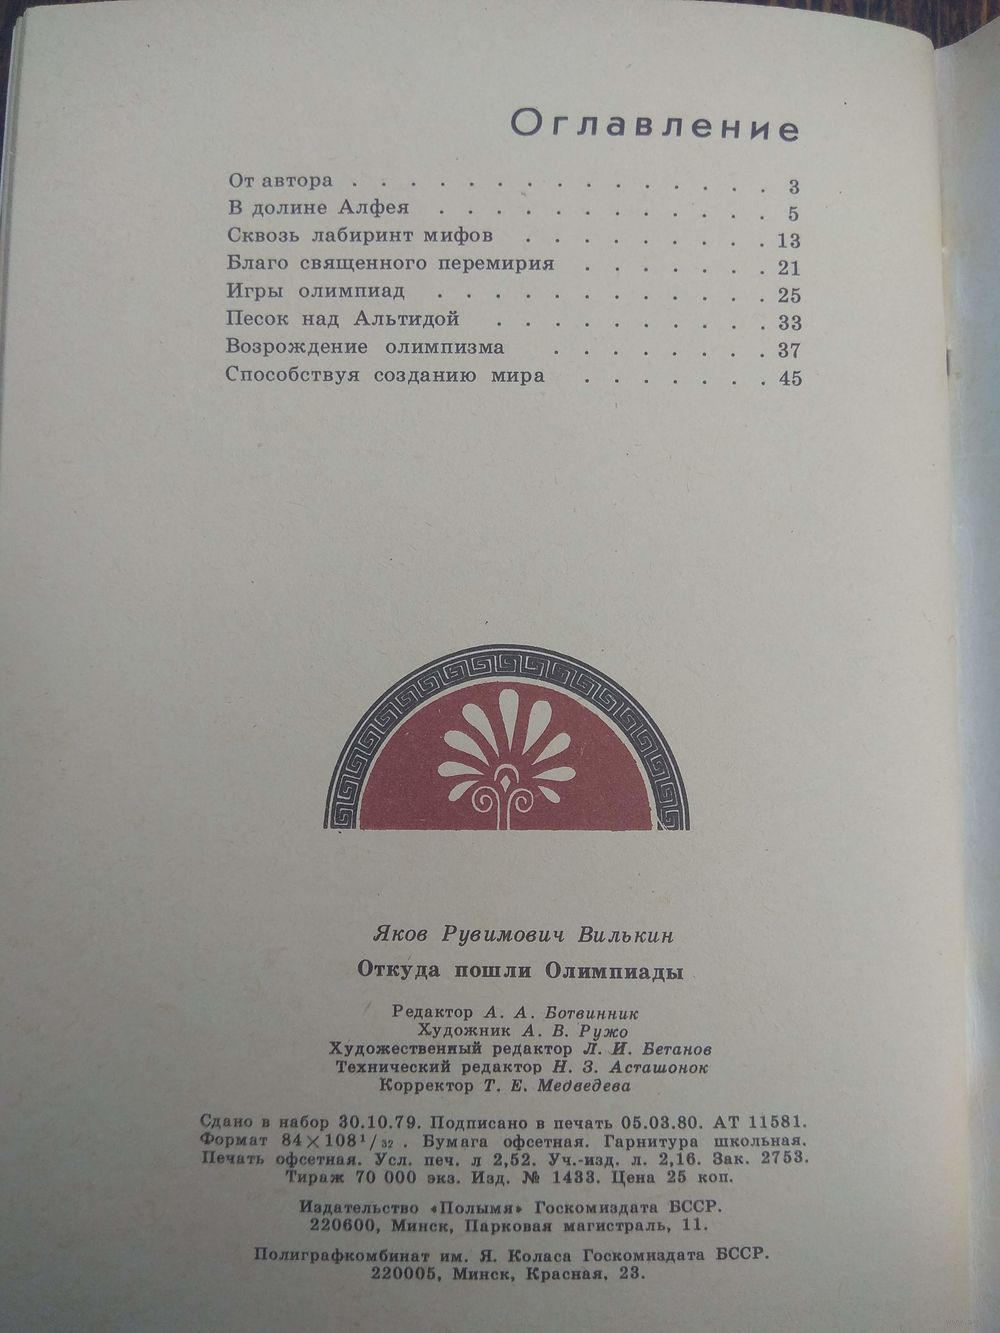 Оглавление
От автора . . . . . . . . . . . . . . . 3
В долине Алфея . . . . . . . . . . . . 5
Сквозь лабиринт мифов . . . . . . . . . 13
Благо священного перемирия . . . . . . . 21
Игры олимпиад . . . . . . . . . . . . 25
Песок над Альтидой . . . . . . . . . . 33
Возрождение олимпизма . . . . . . . . 37
Способствуя созданию мира . . . . . . . 45
Яков Рувимович Вилькин
Откуда пошли Олимпиады
Редактор А. А. Ботвинник
Художник А. В. Ружо
Художественный редактор Л. И. Бетанов
Технический редактор Н. З. Асташонок
Корректор Т. Е. Медведева
Сдано в набор 30.10.79. Подписано в печать 05.03.80. АТ 11581.
Формат 84×108¹/₃₂. Бумага офсетная. Гарнитура школьная.
Печать офсетная. Усл. печ. л 2,52. Уч.-изд. л. 2,16. Зак. 2753.
Тираж 70 000 экз. Изд. № 1433. Цена 25 коп.
Издательство «Полымя» Госкомиздата БССР.
220600, Минск, Парковая магистраль, 11.
Полиграфкомбинат им. Я. Коласа Госкомиздата БССР.
220005, Минск, Красная, 23.